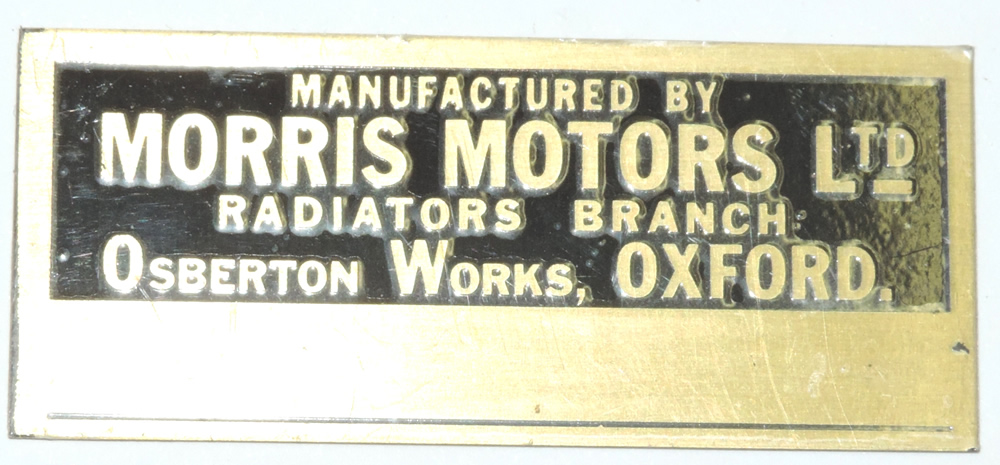 MANUFACTURED BY
MORRIS MOTORS LTD
RADIATORS BRANCH.
OSBERTON WORKS, OXFORD.